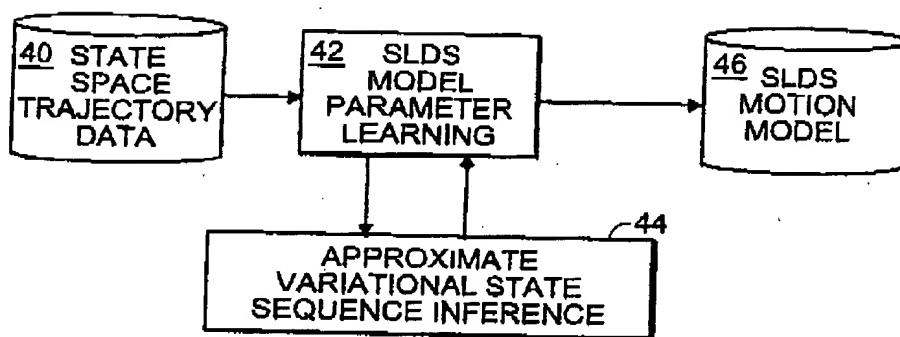 40 STATE
SPACE
TRAJECTORY
DATA
42 SLDS
MODEL
PARAMETER
LEARNING
46
SLDS
MOTION
MODEL
44
APPROXIMATE
VARIATIONAL STATE
SEQUENCE INFERENCE